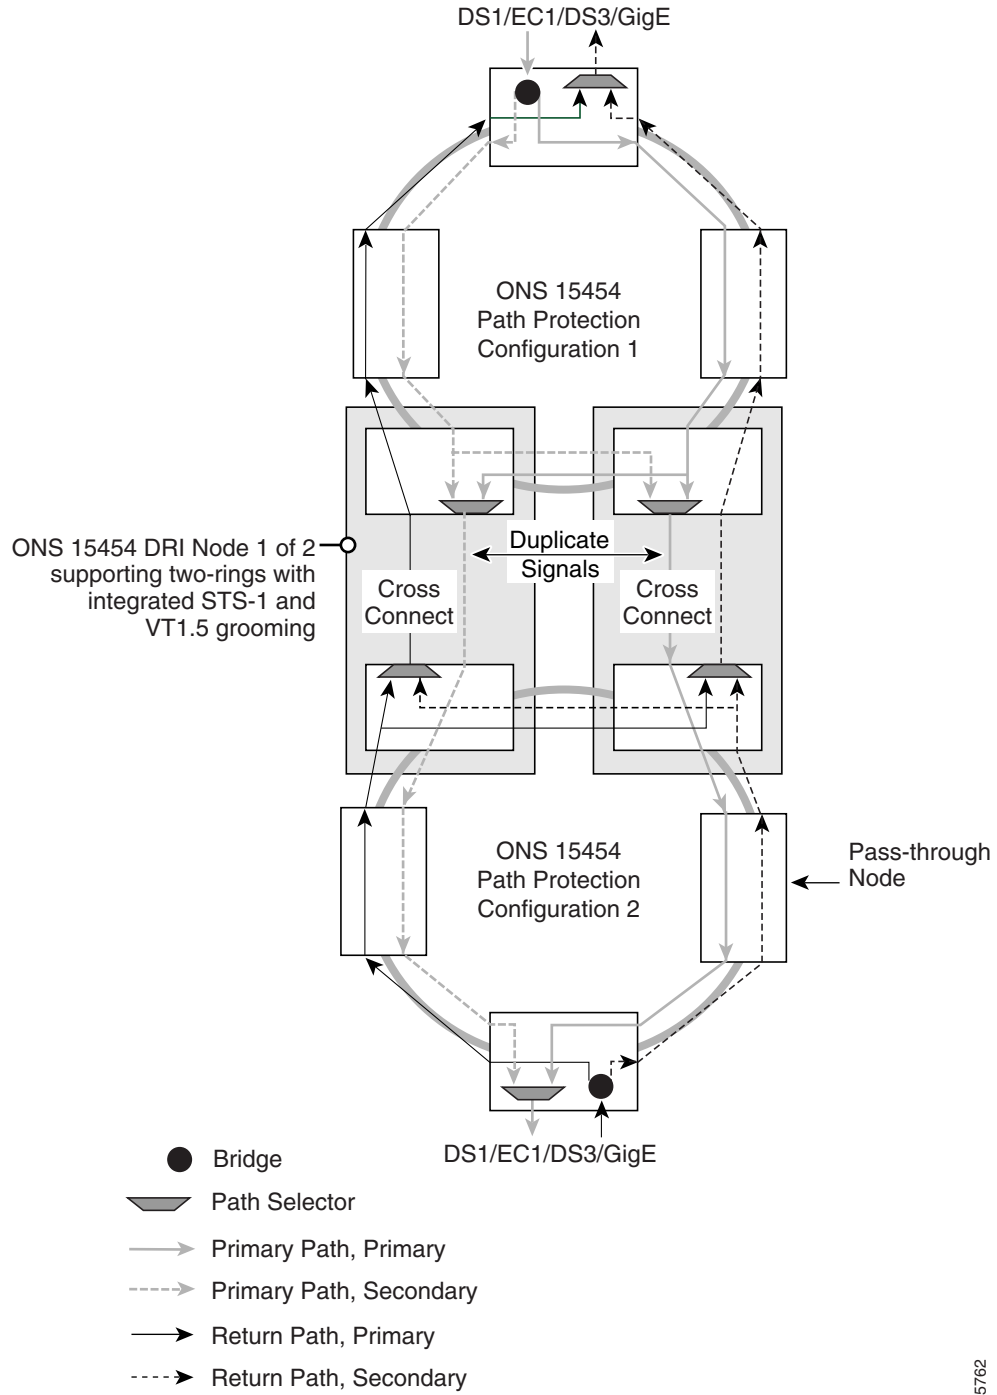 DS1/EC1/DS3/GigE
ONS 15454
Path Protection
Configuration 1
ONS 15454 DRI Node 1 of 2
supporting two-rings with
integrated STS-1 and
VT1.5 grooming
Duplicate
Signals
Cross
Connect
Cross
Connect
ONS 15454
Path Protection
Configuration 2
Pass-through
Node
DS1/EC1/DS3/GigE
Bridge
Path Selector
Primary Path, Primary
Primary Path, Secondary
Return Path, Primary
Return Path, Secondary
5762